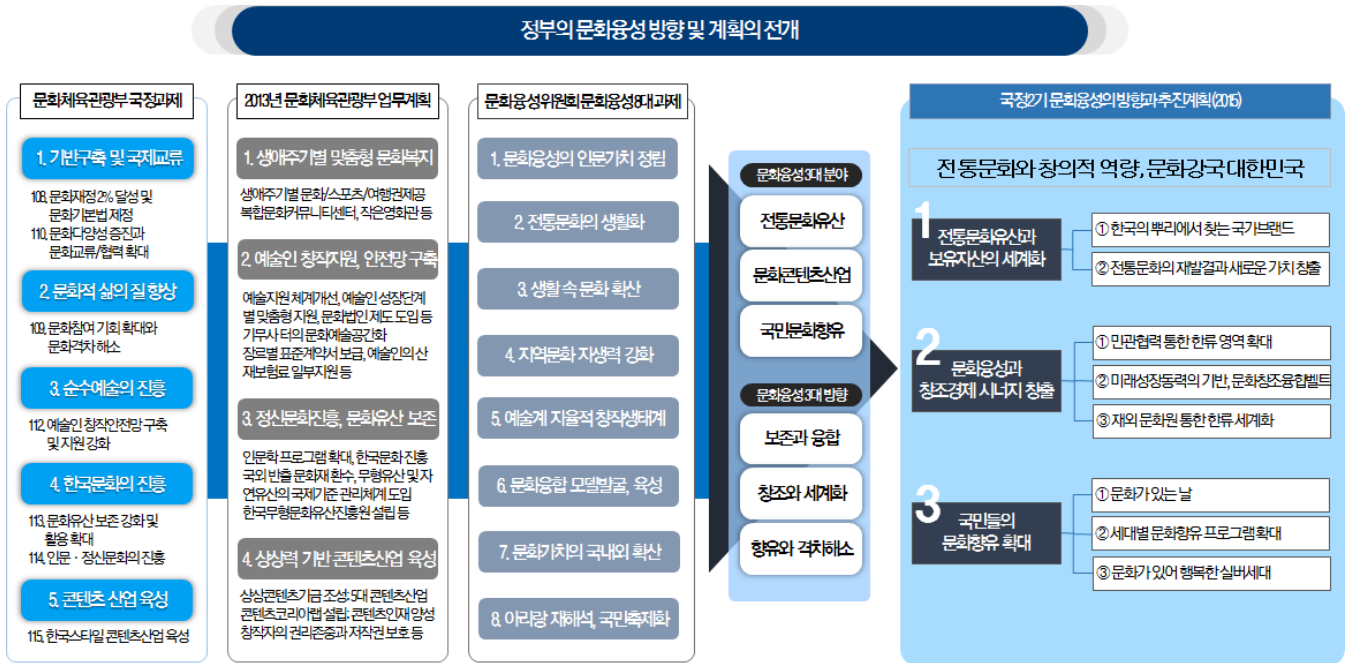 정부의 문화융성 방향 및 계획의 전개
문화체육관광부 국정과제
1. 기반구축 및 국제교류
108. 문화재정 2% 달성 및
문화기본법 제정
110. 문화다양성 증진과
문화교류/협력 확대
2. 문화적 삶의 질 향상
109. 문화참여 기회 확대와
문화격차 해소
3. 순수예술의 진흥
112. 예술인 창작안전망 구축
및 지원 강화
4. 한국문화의 진흥
113. 문화유산 보존 강화 및
활용 확대
114. 인문 · 정신문화의 진흥
5. 콘텐츠 산업 육성
115. 한국스타일 콘텐츠산업 육성
2013년 문화체육관광부 업무계획
1. 생애주기별 맞춤형 문화복지
생애주기별 문화/스포츠/여행권제공
복합문화커뮤니티센터, 작은영화관 등
2. 예술인 창작지원, 안전망 구축
예술지원 체계개선, 예술인 성장단계
별 맞춤형 지원, 문화법인 제도 도입 등
기무사 터의 문화예술공간화
장르별 표준계약서 보급, 예술인의 산
재보험료 일부지원 등
3. 정신문화진흥, 문화유산 보존
인문학 프로그램 확대, 한국문화 진흥
국외 반출 문화재 환수, 무형유산 및 자
연유산의 국제기준 관리체계 도입
한국무형문화유산진흥원 설립 등
4. 상상력 기반 콘텐츠산업 육성
상상콘텐츠기금 조성: 5대 콘텐츠산업
콘텐츠코리아랩 설립: 콘텐츠인재 양성
창작자의 권리존중과 저작권 보호 등
문화융성위원회 문화융성 8대 과제
1. 문화융성의 인문가치 정립
2. 전통문화의 생활화
3. 생활 속 문화 확산
4. 지역문화 자생력 강화
5. 예술계 자율적 창작생태계
6. 문화융합 모델발굴, 육성
7. 문화가치의 국내외 확산
8. 아리랑 재해석, 국민축제화
문화융성 3대 분야
전통문화유산
문화콘텐츠산업
국민문화향유
문화융성 3대 방향
보존과 융합
창조와 세계화
향유와 격차해소
국정2기 문화융성의 방향과 추진계획(2015)
전통문화와 창의적 역량, 문화강국 대한민국
1
전통문화유산과
보유자산의 세계화
① 한국의 뿌리에서 찾는 국가브랜드
② 전통문화의 재발결과 새로운 가치 창출
2
문화융성과
창조경제 시너지 창출
① 민관협력 통한 한류 영역 확대
② 미래성장동력의 기반, 문화창조융합벨트
③ 재외 문화원 통한 한류 세계화
3
국민들의
문화향유 확대
① 문화가 있는 날
② 세대별 문화향유 프로그램 확대
③ 문화가 있어 행복한 실버세대